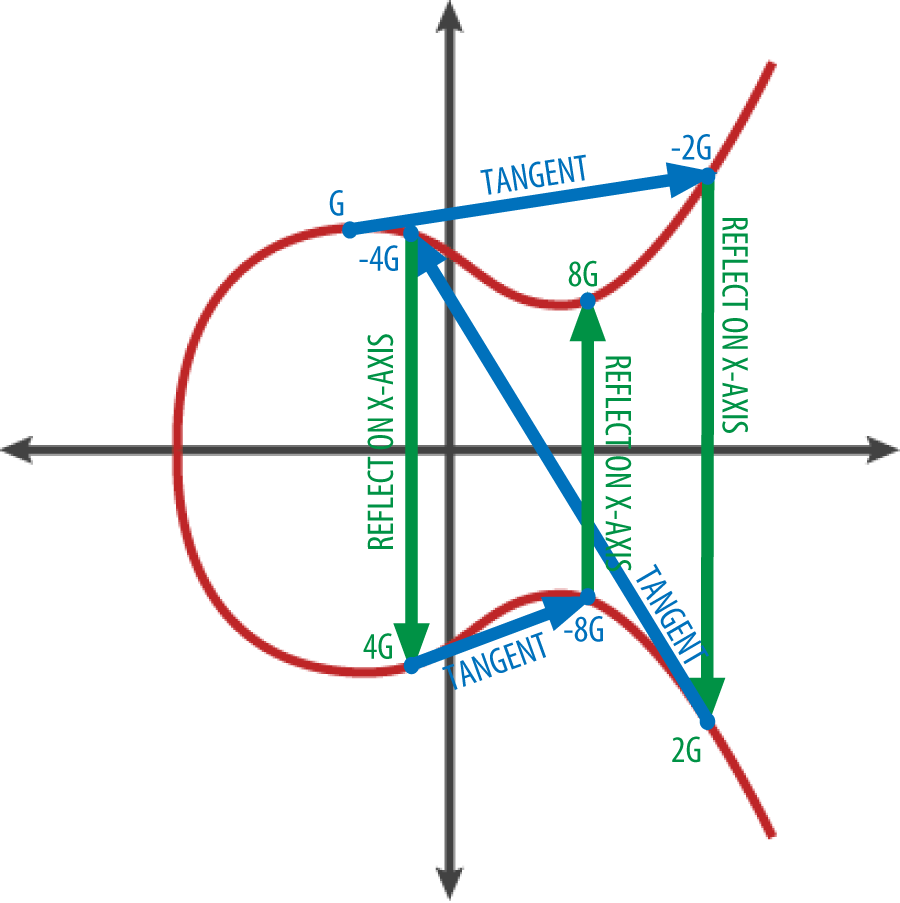 -2G
TANGENT
G
-4G
8G
REFLECT ON X-AXIS
REFLECT ON X-AXIS
REFLECT ON X-AXIS
TANGENT
-8G
4G
TANGENT
2G